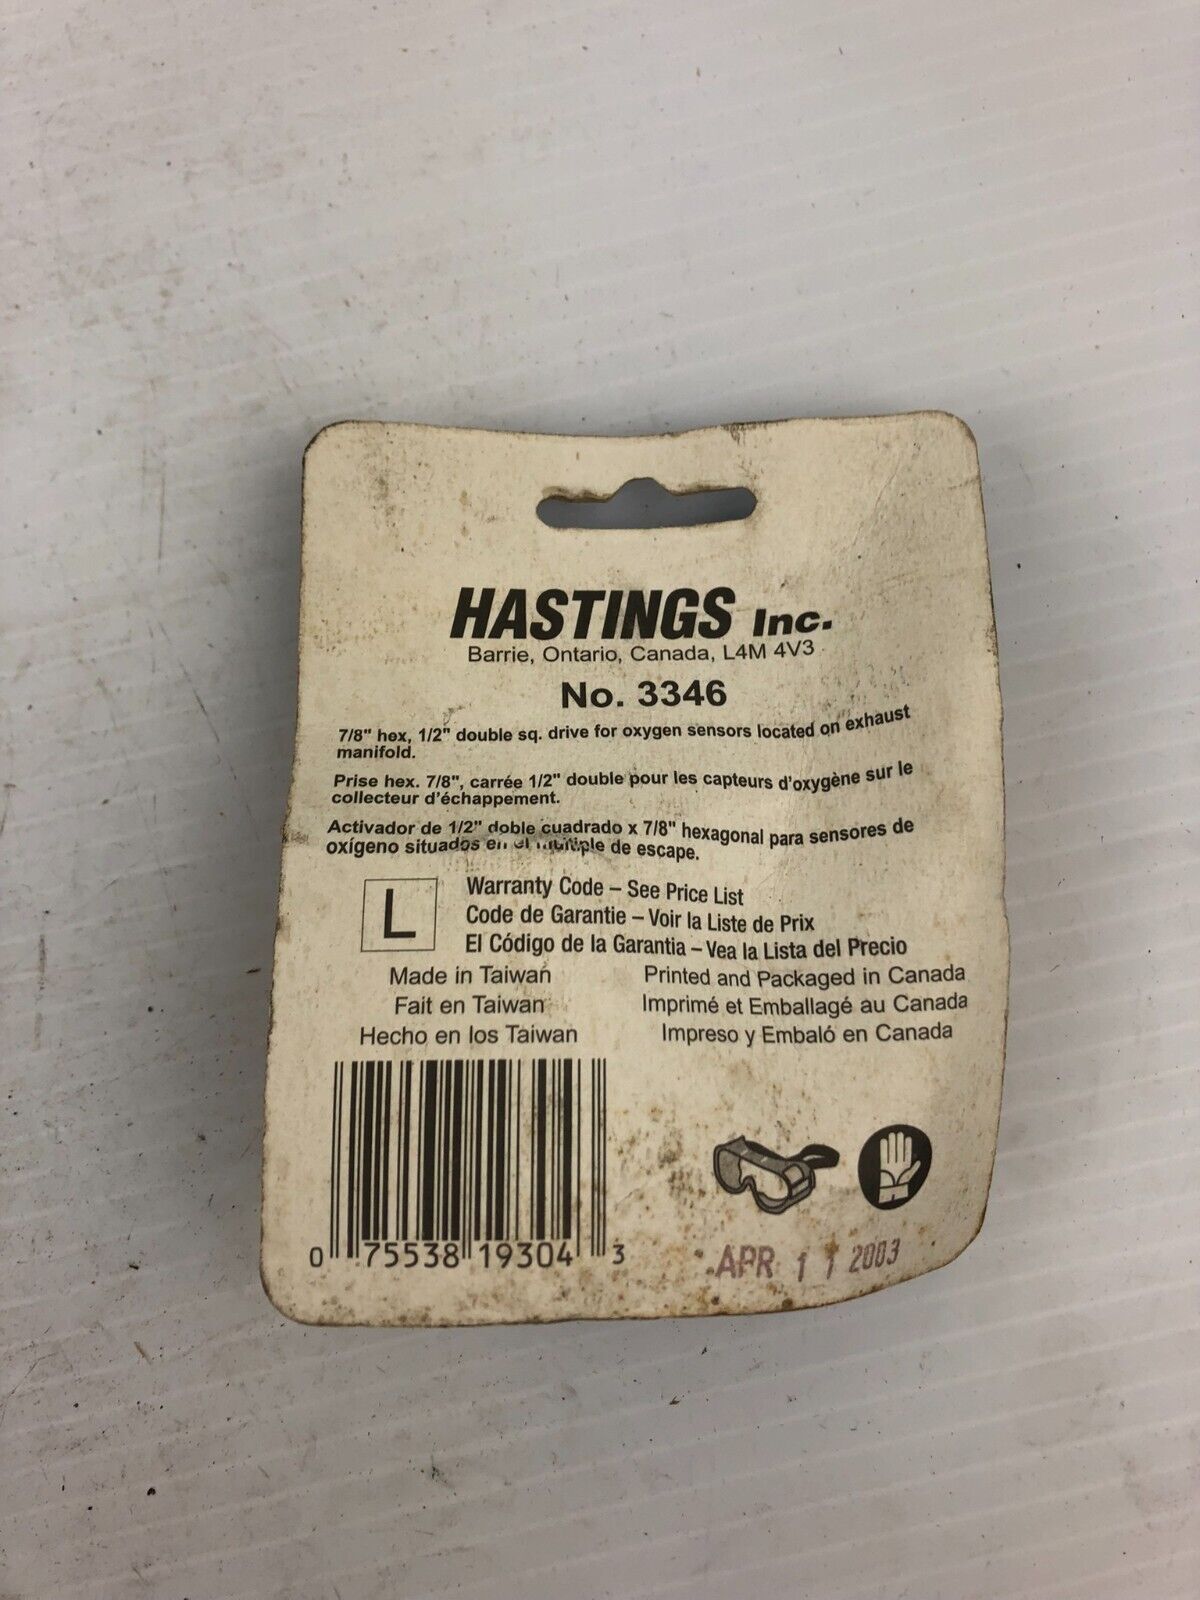 HASTINGS Inc.
Barrie, Ontario, Canada, L4M 4V3
No. 3346
7/8" hex, 1/2" double sq. drive for oxygen sensors located on exhaust
manifold.
Prise hex. 7/8", carrée 1/2" double pour les capteurs d'oxygène sur le
collecteur d'échappement.
Activador de 1/2" doble cuadrado x 7/8" hexagonal para sensores de
oxígeno situados en el múltiple de escape.
L
Warranty Code – See Price List
Code de Garantie – Voir la Liste de Prix
El Código de la Garantia – Vea la Lista del Precio
Made in Taiwan
Fait en Taiwan
Hecho en los Taiwan
Printed and Packaged in Canada
Imprimé et Emballagé au Canada
Impreso y Embaló en Canada
0 75538 19304 3
APR 11 2003